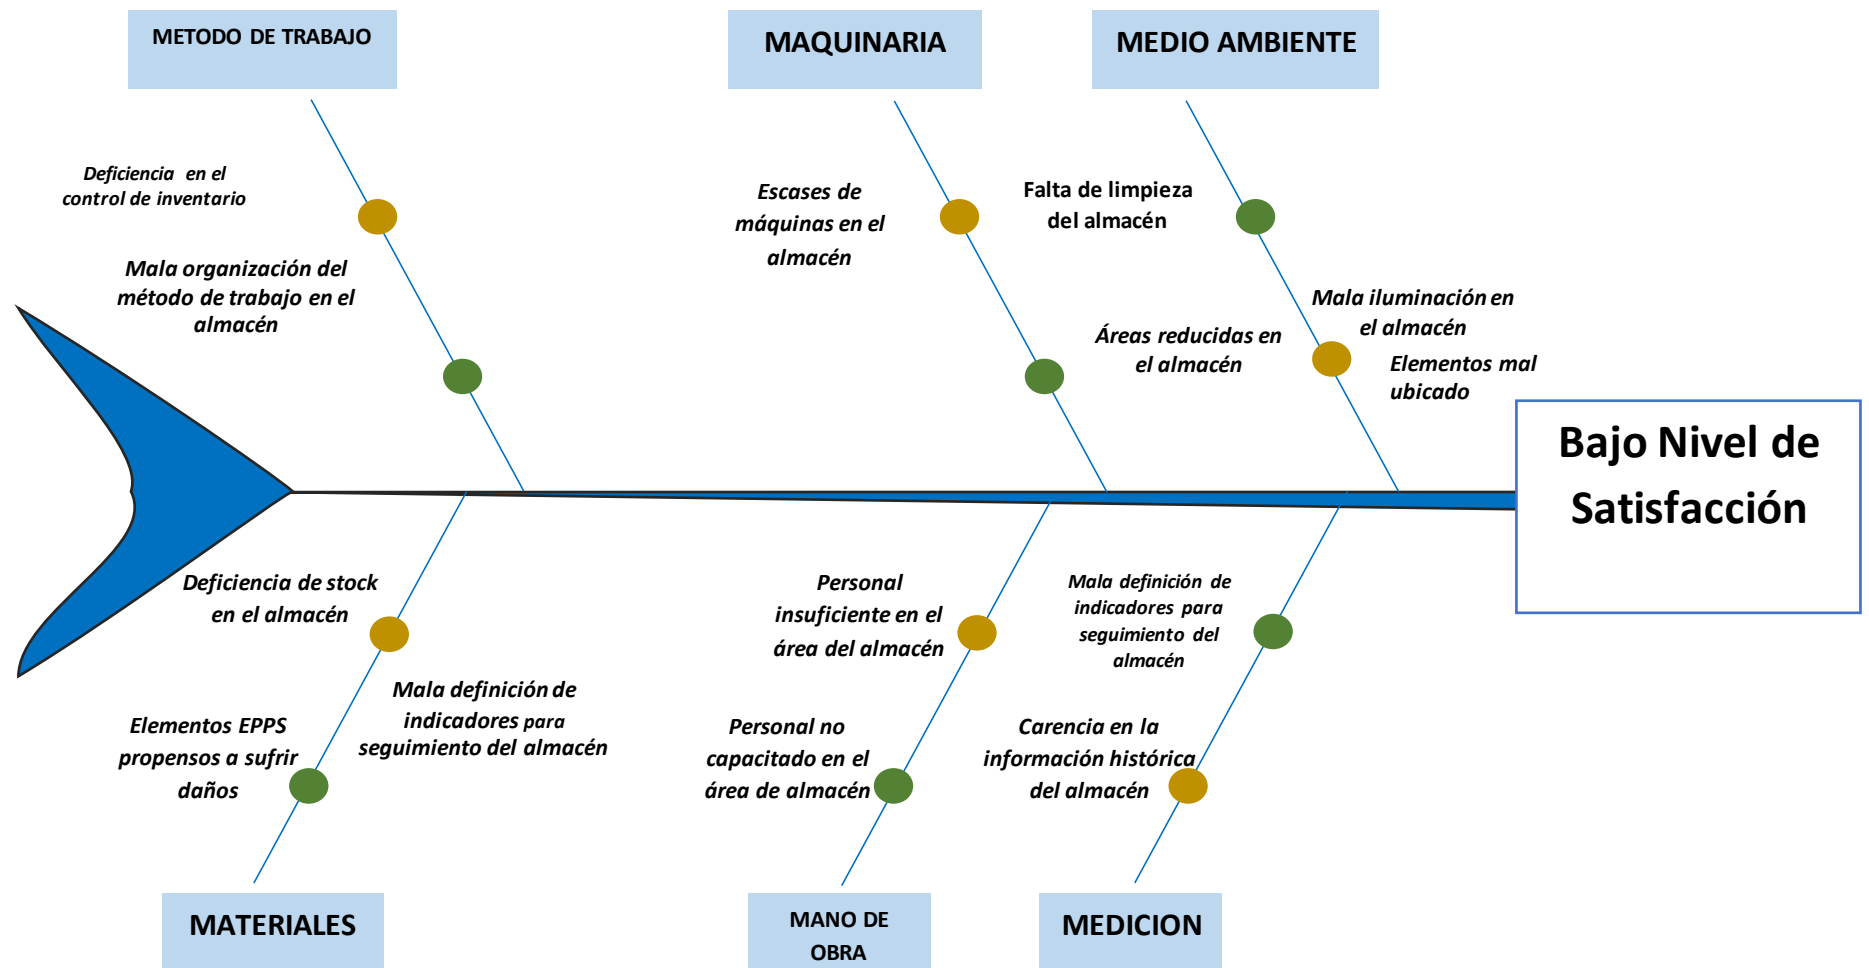 METODO DE TRABAJO
MAQUINARIA
MEDIO AMBIENTE
Deficiencia en el
control de inventario
Mala organización del
método de trabajo en el
almacén
Escases de
máquinas en el
almacén
Falta de limpieza
del almacén
Mala iluminación en
el almacén
Áreas reducidas en
el almacén
Elementos mal
ubicado
Bajo Nivel de
Satisfacción
Deficiencia de stock
en el almacén
Mala definición de
indicadores para
seguimiento del almacén
Elementos EPPS
propensos a sufrir
daños
Personal
insuficiente en el
área del almacén
Personal no
capacitado en el
área de almacén
Mala definición de
indicadores para
seguimiento del
almacén
Carencia en la
información histórica
del almacén
MATERIALES
MANO DE
OBRA
MEDICION